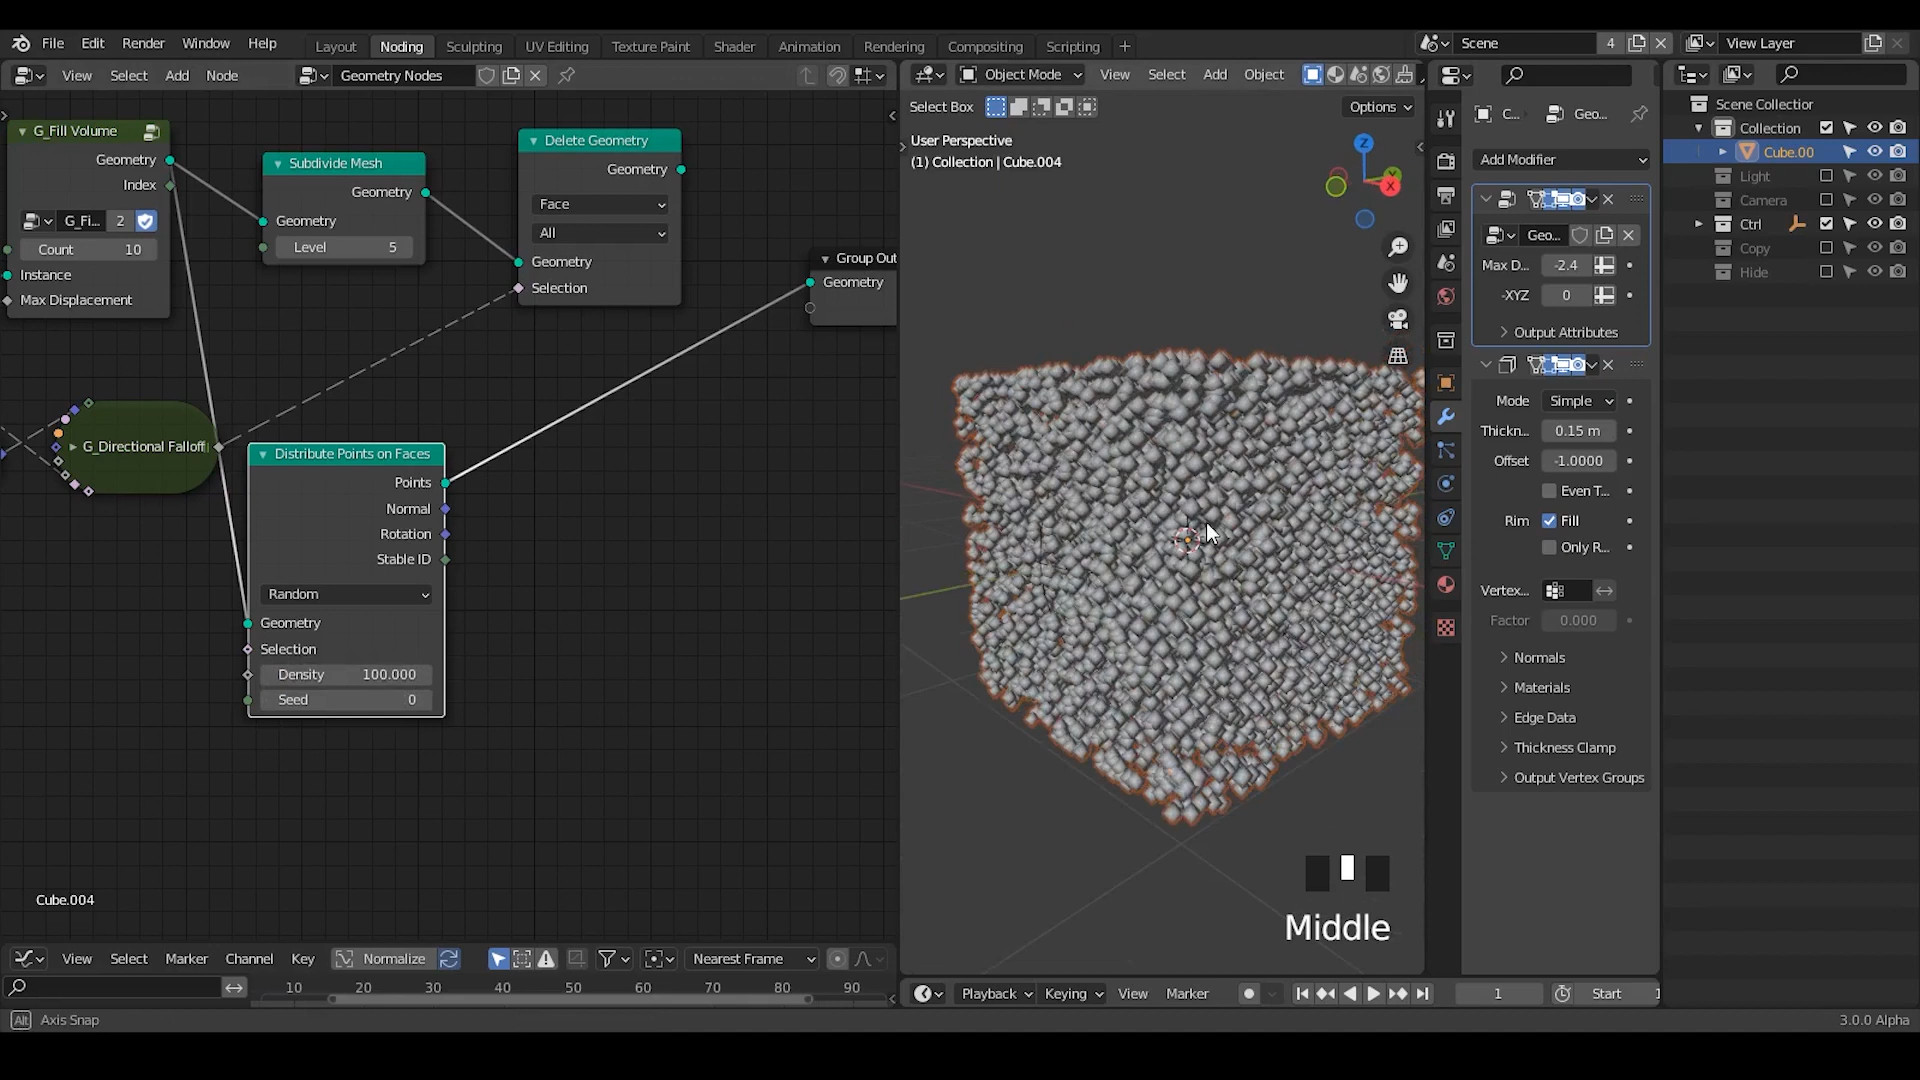 File Edit Render Window Help
Layout Noding Sculpting UV Editing Texture Paint Shader Animation Rendering Compositing Scripting
Scene 4 View Layer
View Select Add Node Geometry Nodes
Object Mode View Select Add Object
Select Box Options
User Perspective
(1) Collection | Cube.004
G_Fill Volume
Geometry
Index
G_Fi... 2
Count 10
Instance
Max Displacement
Subdivide Mesh
Geometry
Geometry
Level 5
Delete Geometry
Geometry
Face
All
Geometry
Selection
Group Out
Geometry
G_Directional Falloff
Distribute Points on Faces
Points
Normal
Rotation
Stable ID
Random
Geometry
Selection
Density 100.000
Seed 0
Cube.004
Z
X
Middle
C... Geo...
Add Modifier
Geo...
Max D... -2.4
-XYZ 0
Output Attributes
Mode Simple
Thickn... 0.15 m
Offset -1.0000
Even T...
Rim Fill
Only R...
Vertex...
Factor 0.000
Normals
Materials
Edge Data
Thickness Clamp
Output Vertex Groups
Scene Collection
Collection
Cube.00
Light
Camera
Ctrl
Copy
Hide
View Select Marker Channel Key Normalize Nearest Frame
10 20 30 40 50 60 70 80 90
Playback Keying View Marker 1 Start 1
Alt Axis Snap
3.0.0 Alpha